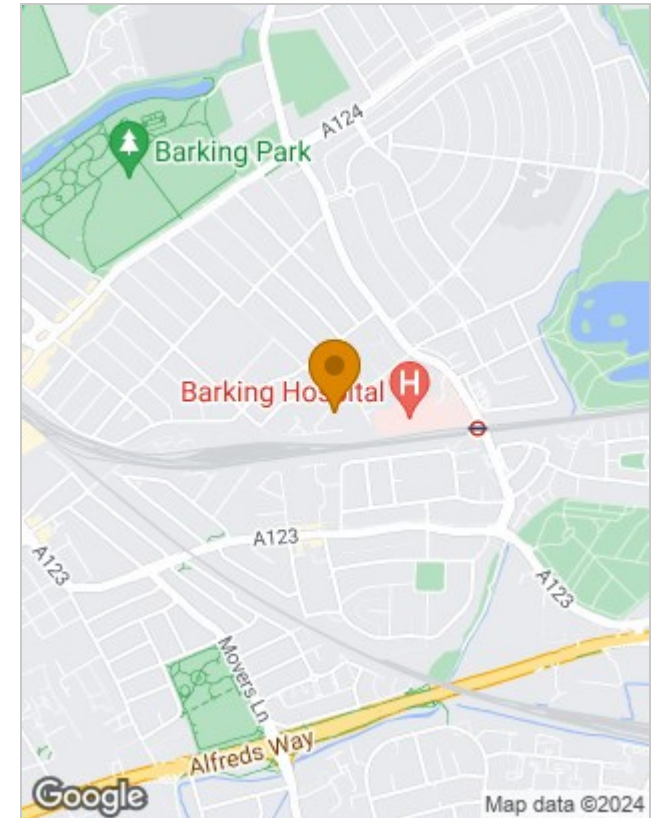 A124
Barking Park
Barking Hospital
H
A123
A123
A123
Movers Ln
Alfreds Way
Google
Map data ©2024